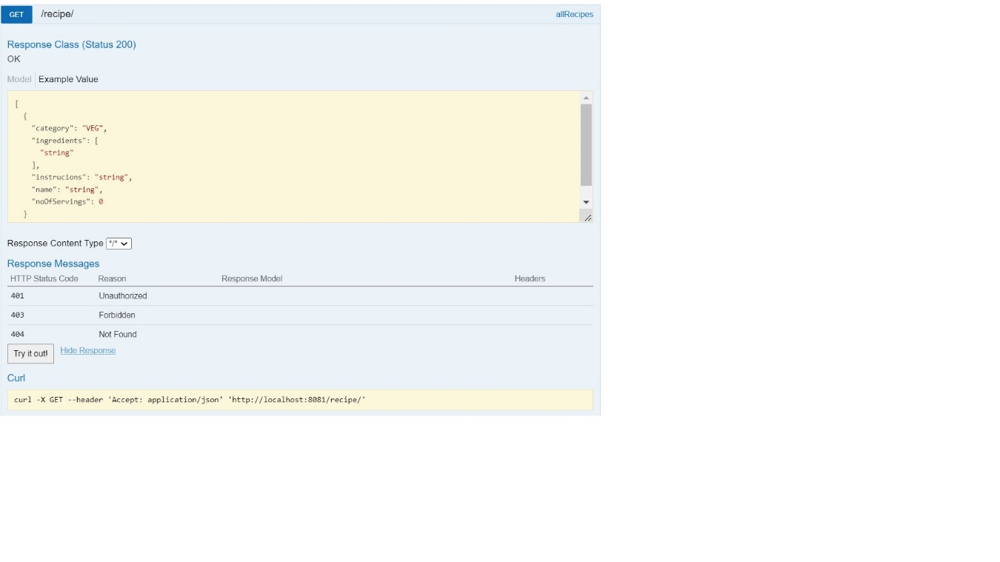 GET /recipe/ allRecipes
Response Class (Status 200)
OK
Model Example Value
[
{
"category": "VEG",
"ingredients": [
"string"
],
"instrucions": "string",
"name": "string",
"noOfServings": 0
}
Response Content Type */*
Response Messages
HTTP Status Code Reason Response Model Headers
401 Unauthorized
403 Forbidden
404 Not Found
Try it out! Hide Response
Curl
curl -X GET --header 'Accept: application/json' 'http://localhost:8081/recipe/'